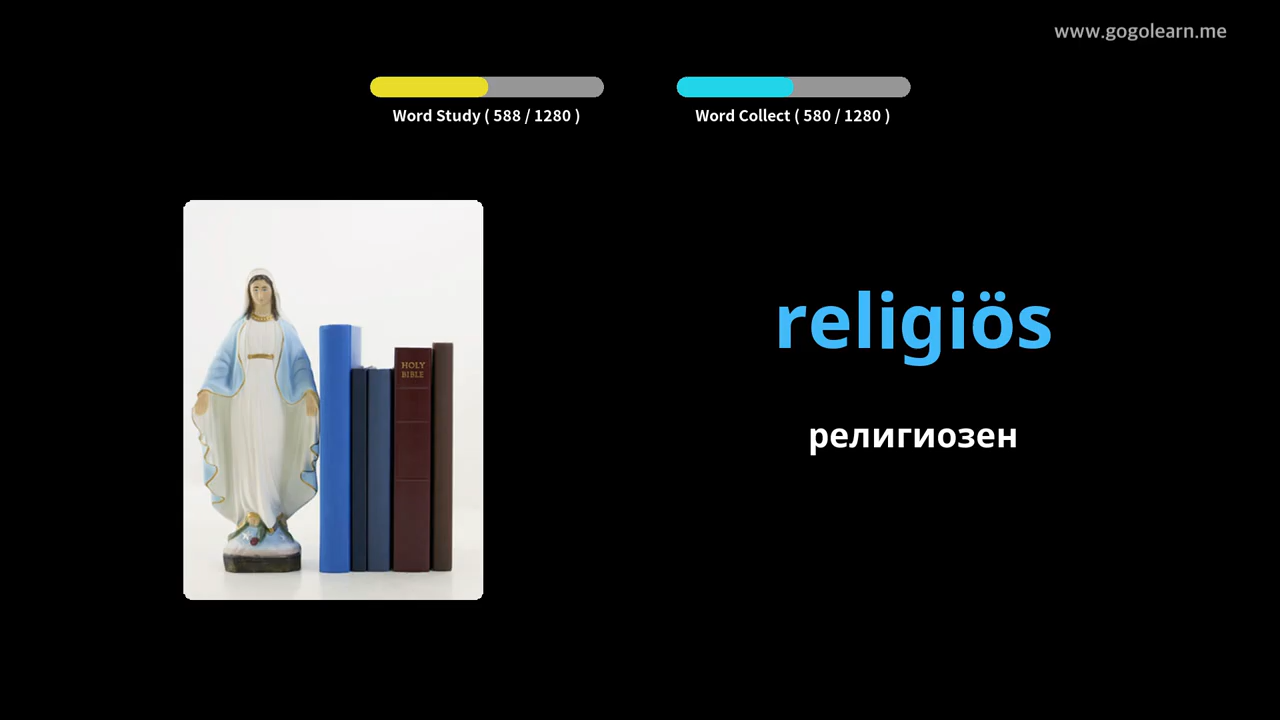 www.gogolearn.me
Word Study ( 588 / 1280 )
Word Collect ( 580 / 1280 )
HOLY
BIBLE
religiös
религиозен